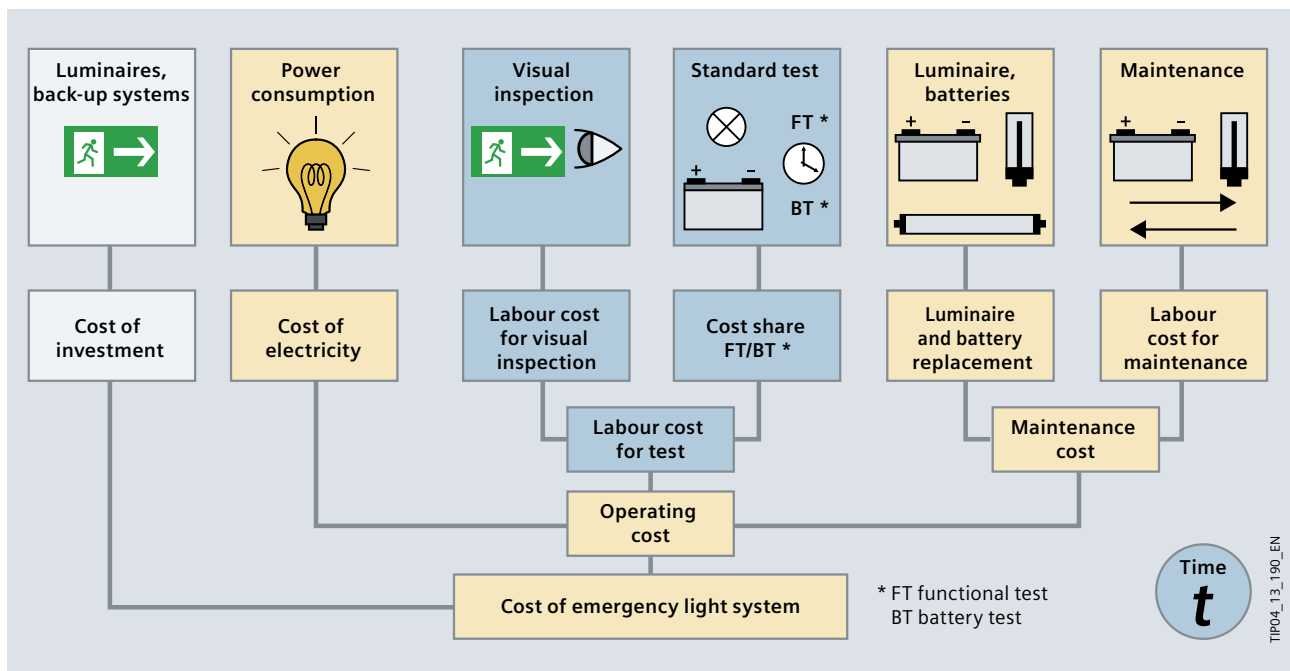 Luminaires,
back-up systems
Power
consumption
Visual
inspection
Standard test
FT *
+ -
BT *
Luminaire,
batteries
+ -
Maintenance
+ -
Cost of
investment
Cost of
electricity
Labour cost
for visual
inspection
Cost share
FT/BT *
Luminaire
and battery
replacement
Labour
cost for
maintenance
Labour cost
for test
Maintenance
cost
Operating
cost
Cost of emergency light system
* FT functional test
BT battery test
Time
t
TIP04_13_190_EN